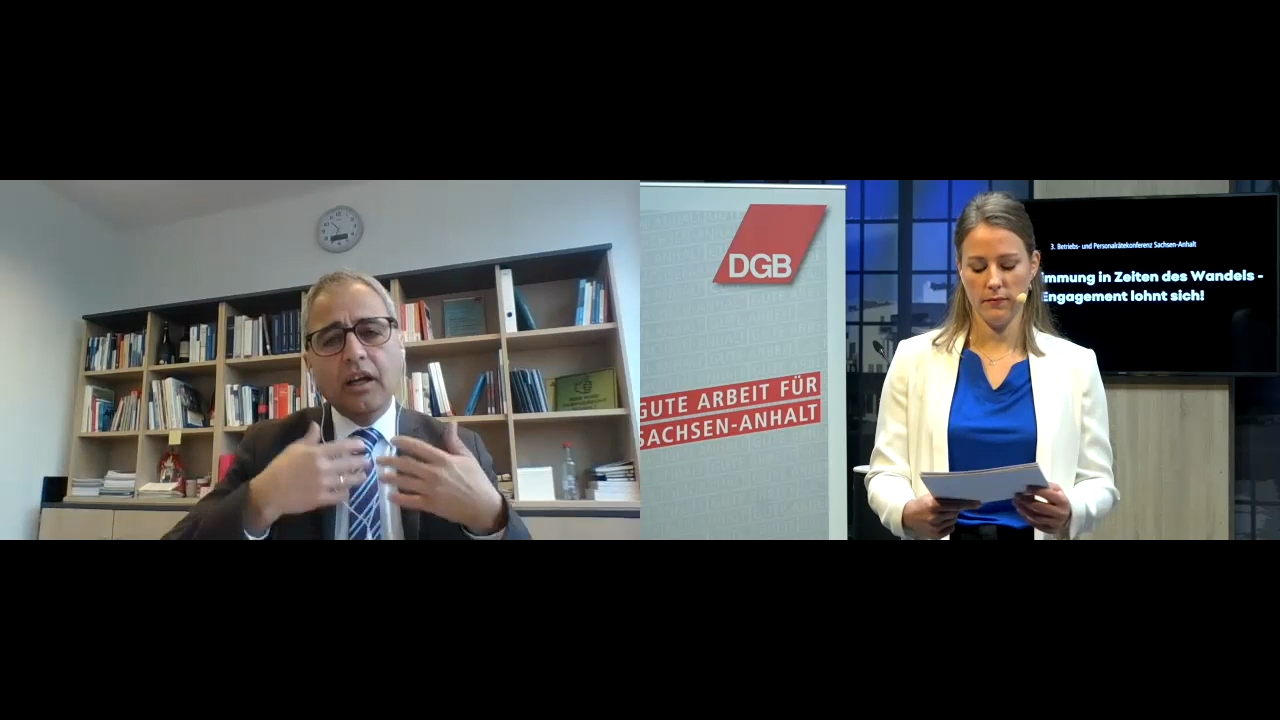 DGB
GUTE ARBEIT FÜR
SACHSEN-ANHALT
3. Betriebs- und Personalrätekonferenz Sachsen-Anhalt
mmung in Zeiten des Wandels -
Engagement lohnt sich!